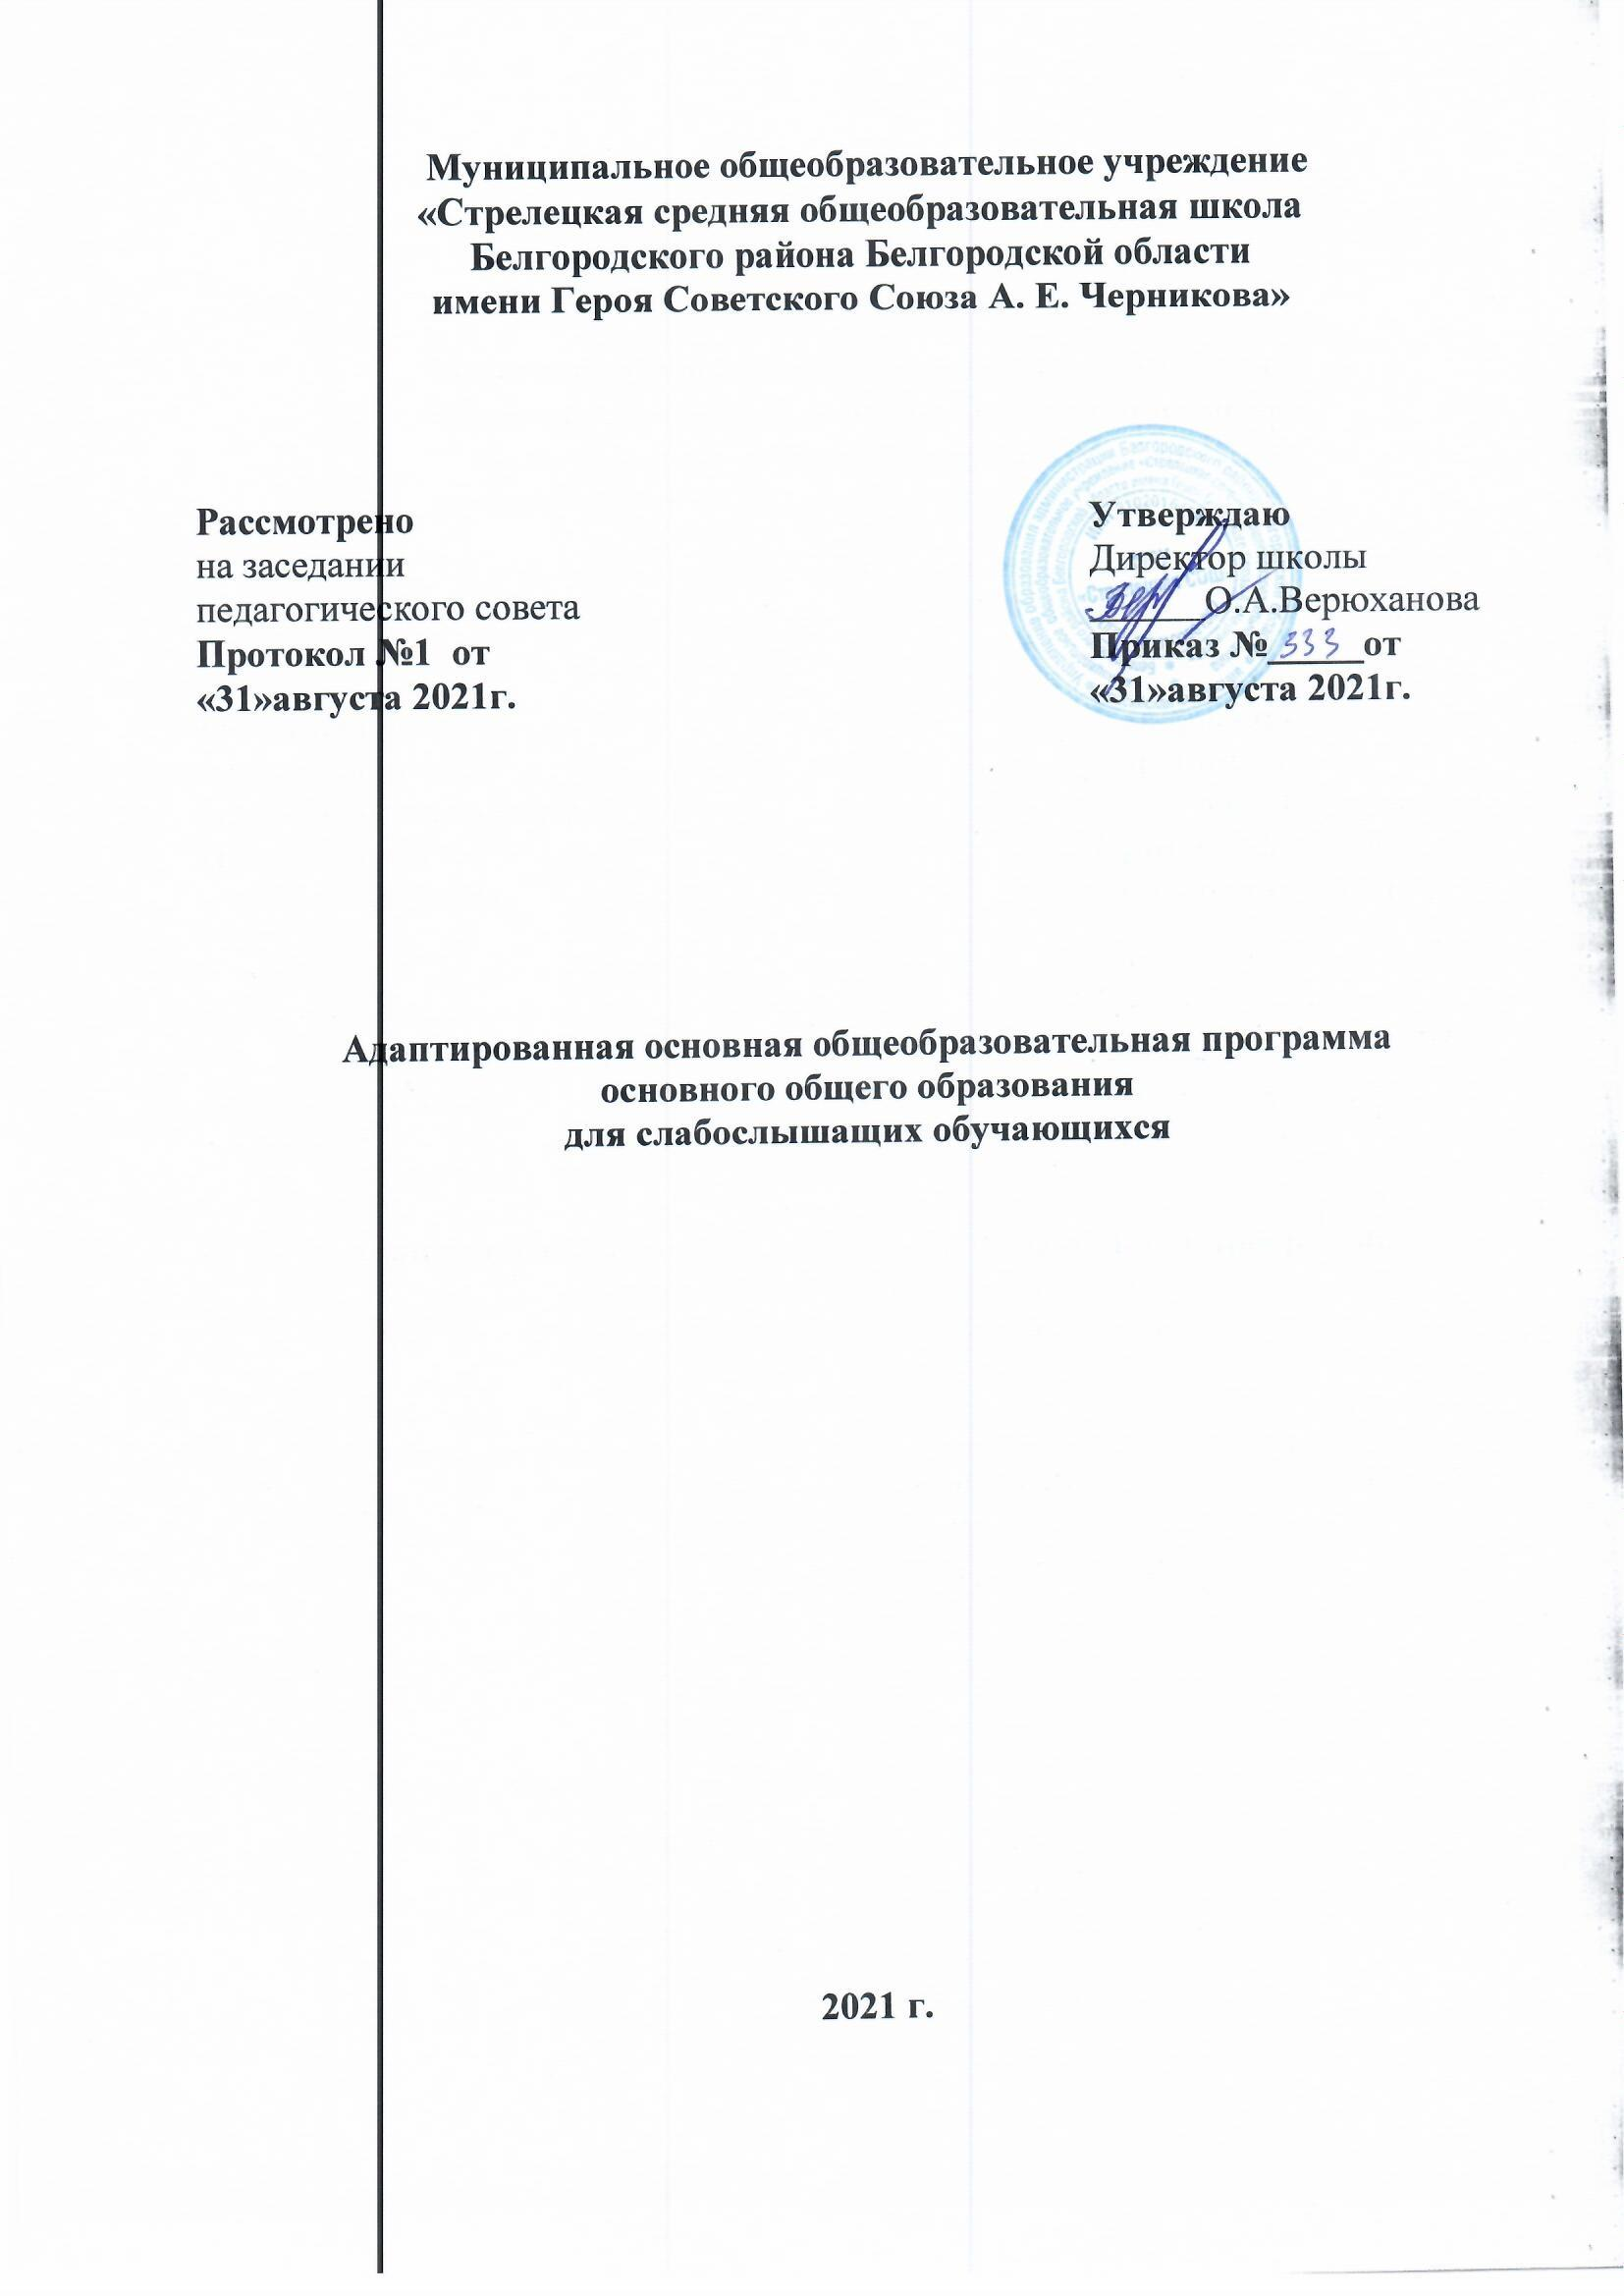 Муниципальное общеобразовательное учреждение
«Стрелецкая средняя общеобразовательная школа
Белгородского района Белгородской области
имени Героя Советского Союза А. Е. Черникова»
Рассмотрено
на заседании
педагогического совета
Протокол №1 от
«31»августа 2021г.
Утверждаю
Директор школы
О.А.Верюханова
Приказ № 333 от
«31»августа 2021г.
Адаптированная основная общеобразовательная программа
основного общего образования
для слабослышащих обучающихся
2021 г.